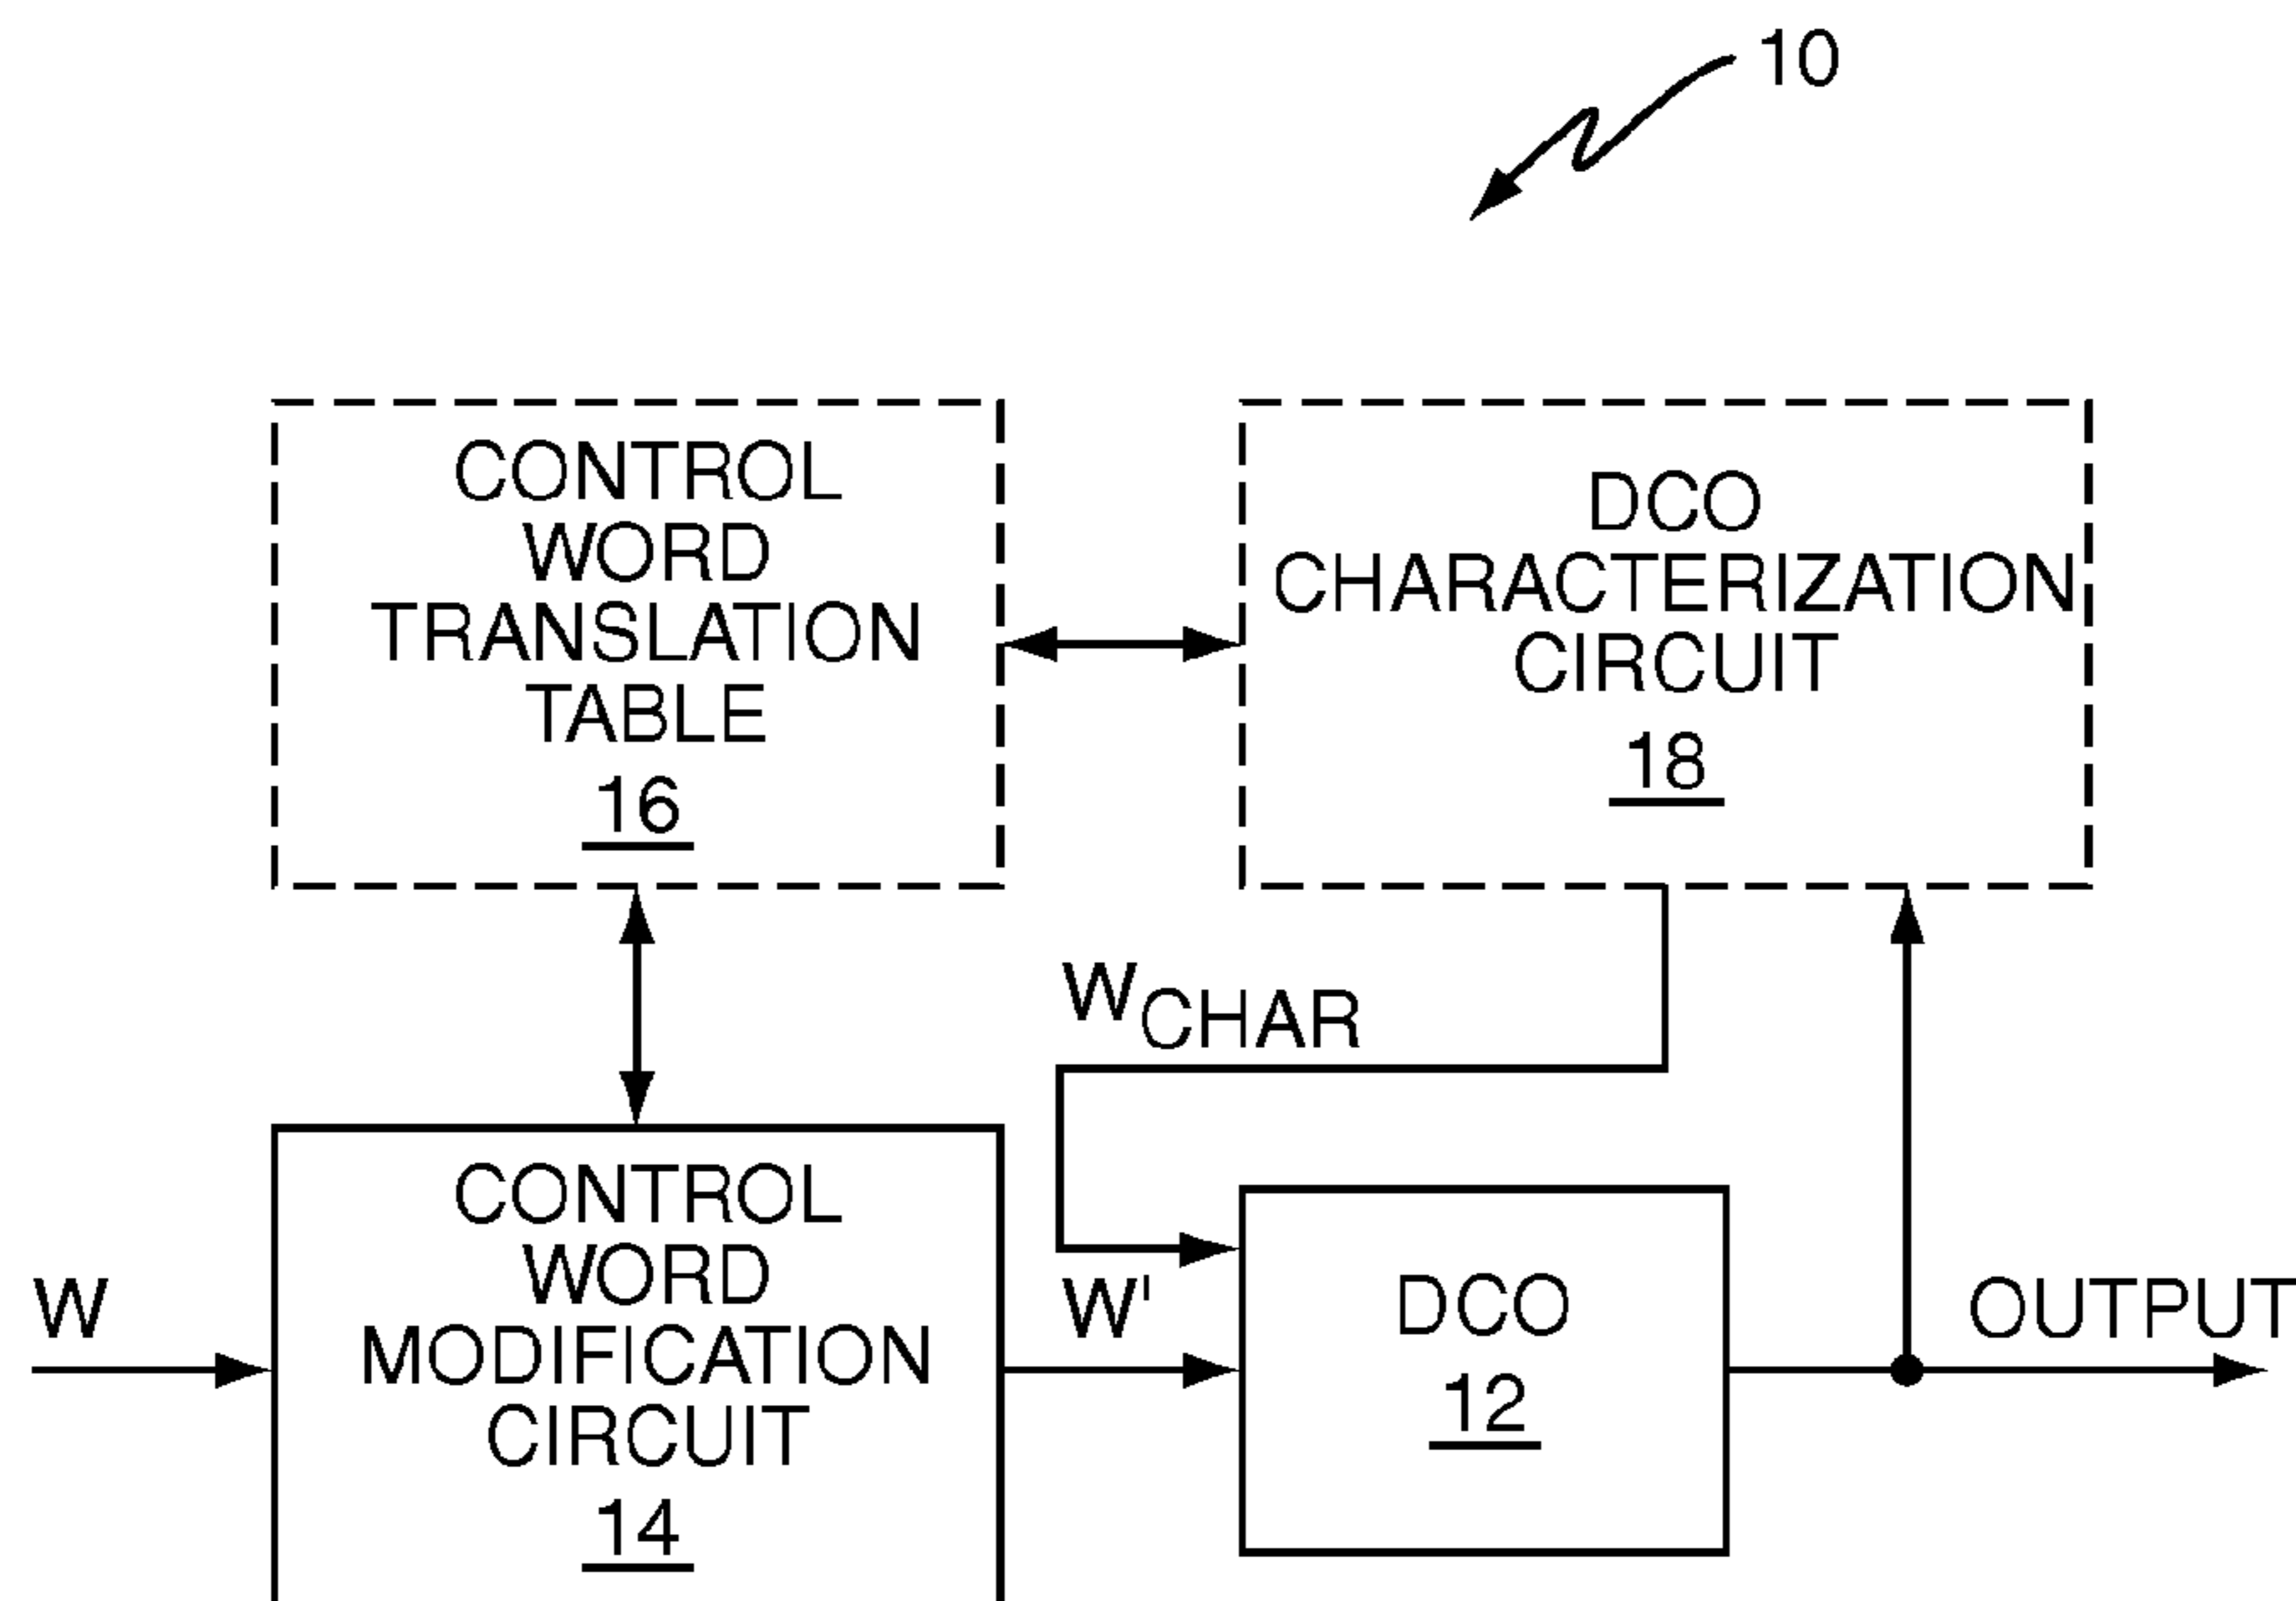 10
CONTROL
WORD
TRANSLATION
TABLE
16
DCO
CHARACTERIZATION
CIRCUIT
18
WCHAR
CONTROL
WORD
MODIFICATION
CIRCUIT
14
W
W'
DCO
12
OUTPUT